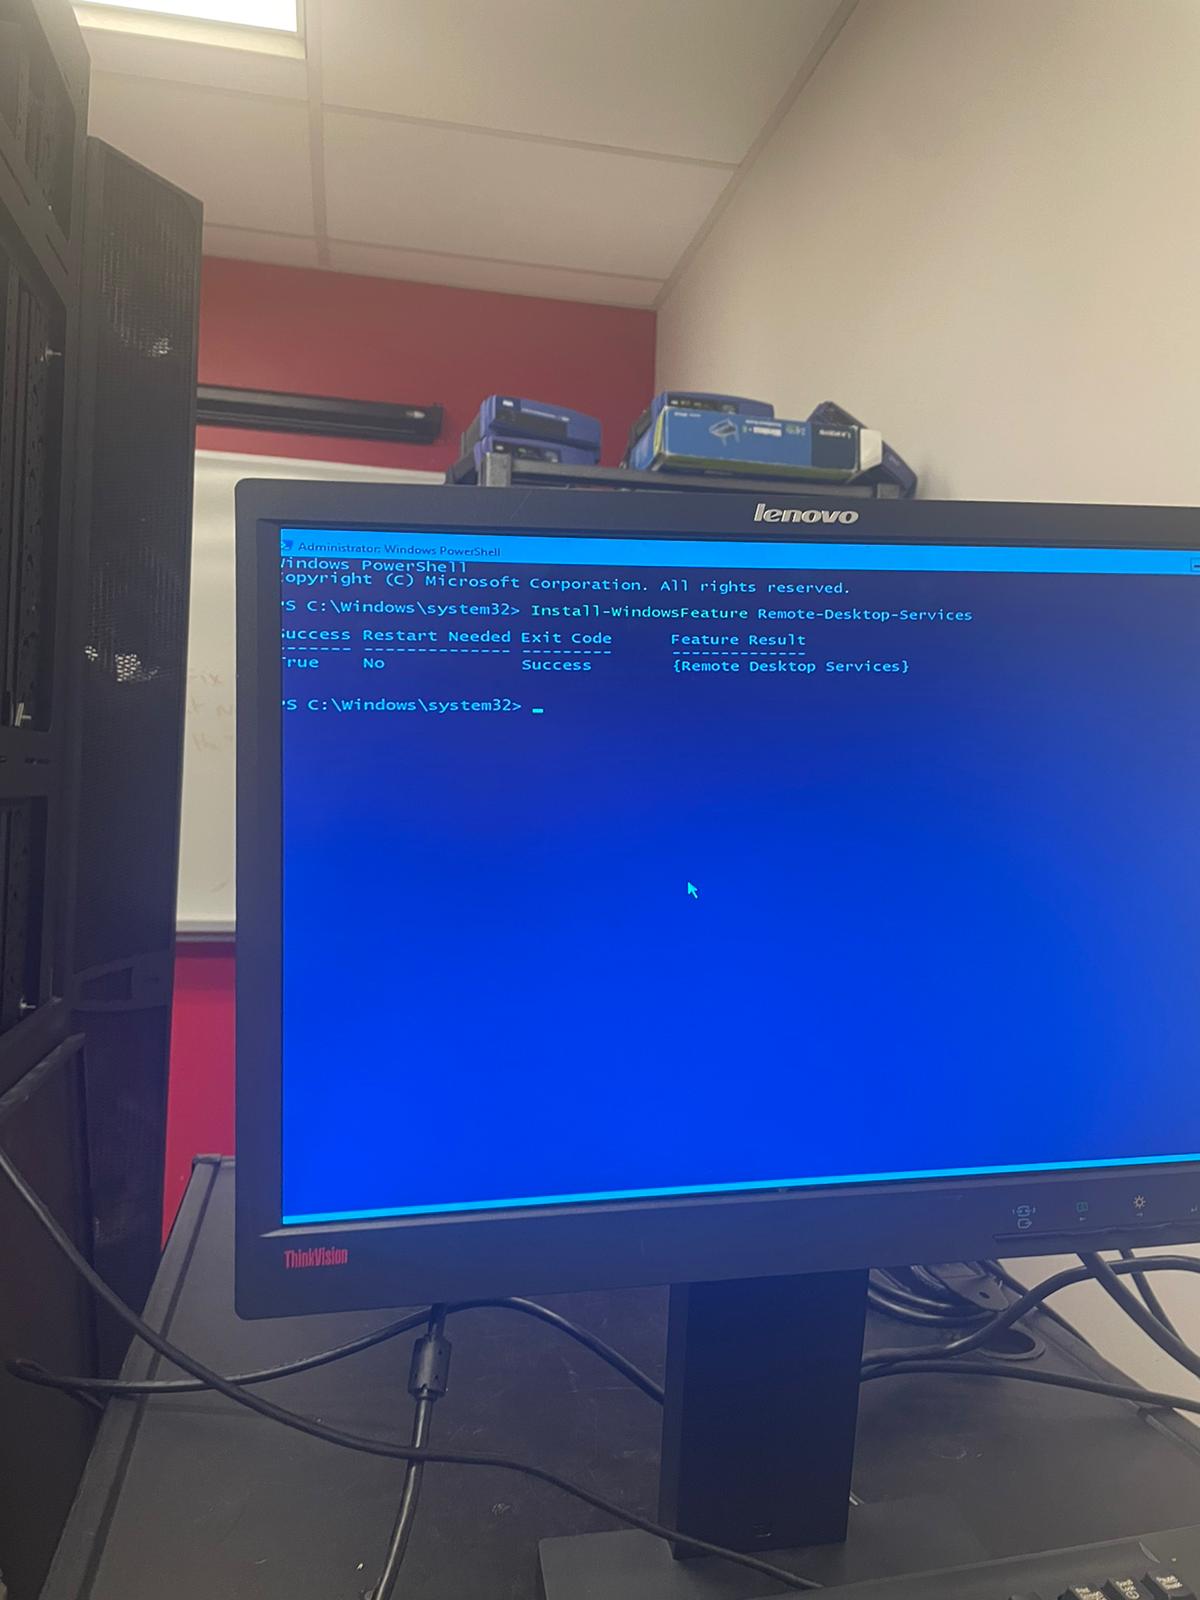 lenovo
Administrator: Windows PowerShell
Windows PowerShell
Copyright (C) Microsoft Corporation. All rights reserved.
PS C:\Windows\system32> Install-WindowsFeature Remote-Desktop-Services
Success Restart Needed Exit Code Feature Result
------- -------------- --------- --------------
True No Success {Remote Desktop Services}
PS C:\Windows\system32>
ThinkVision